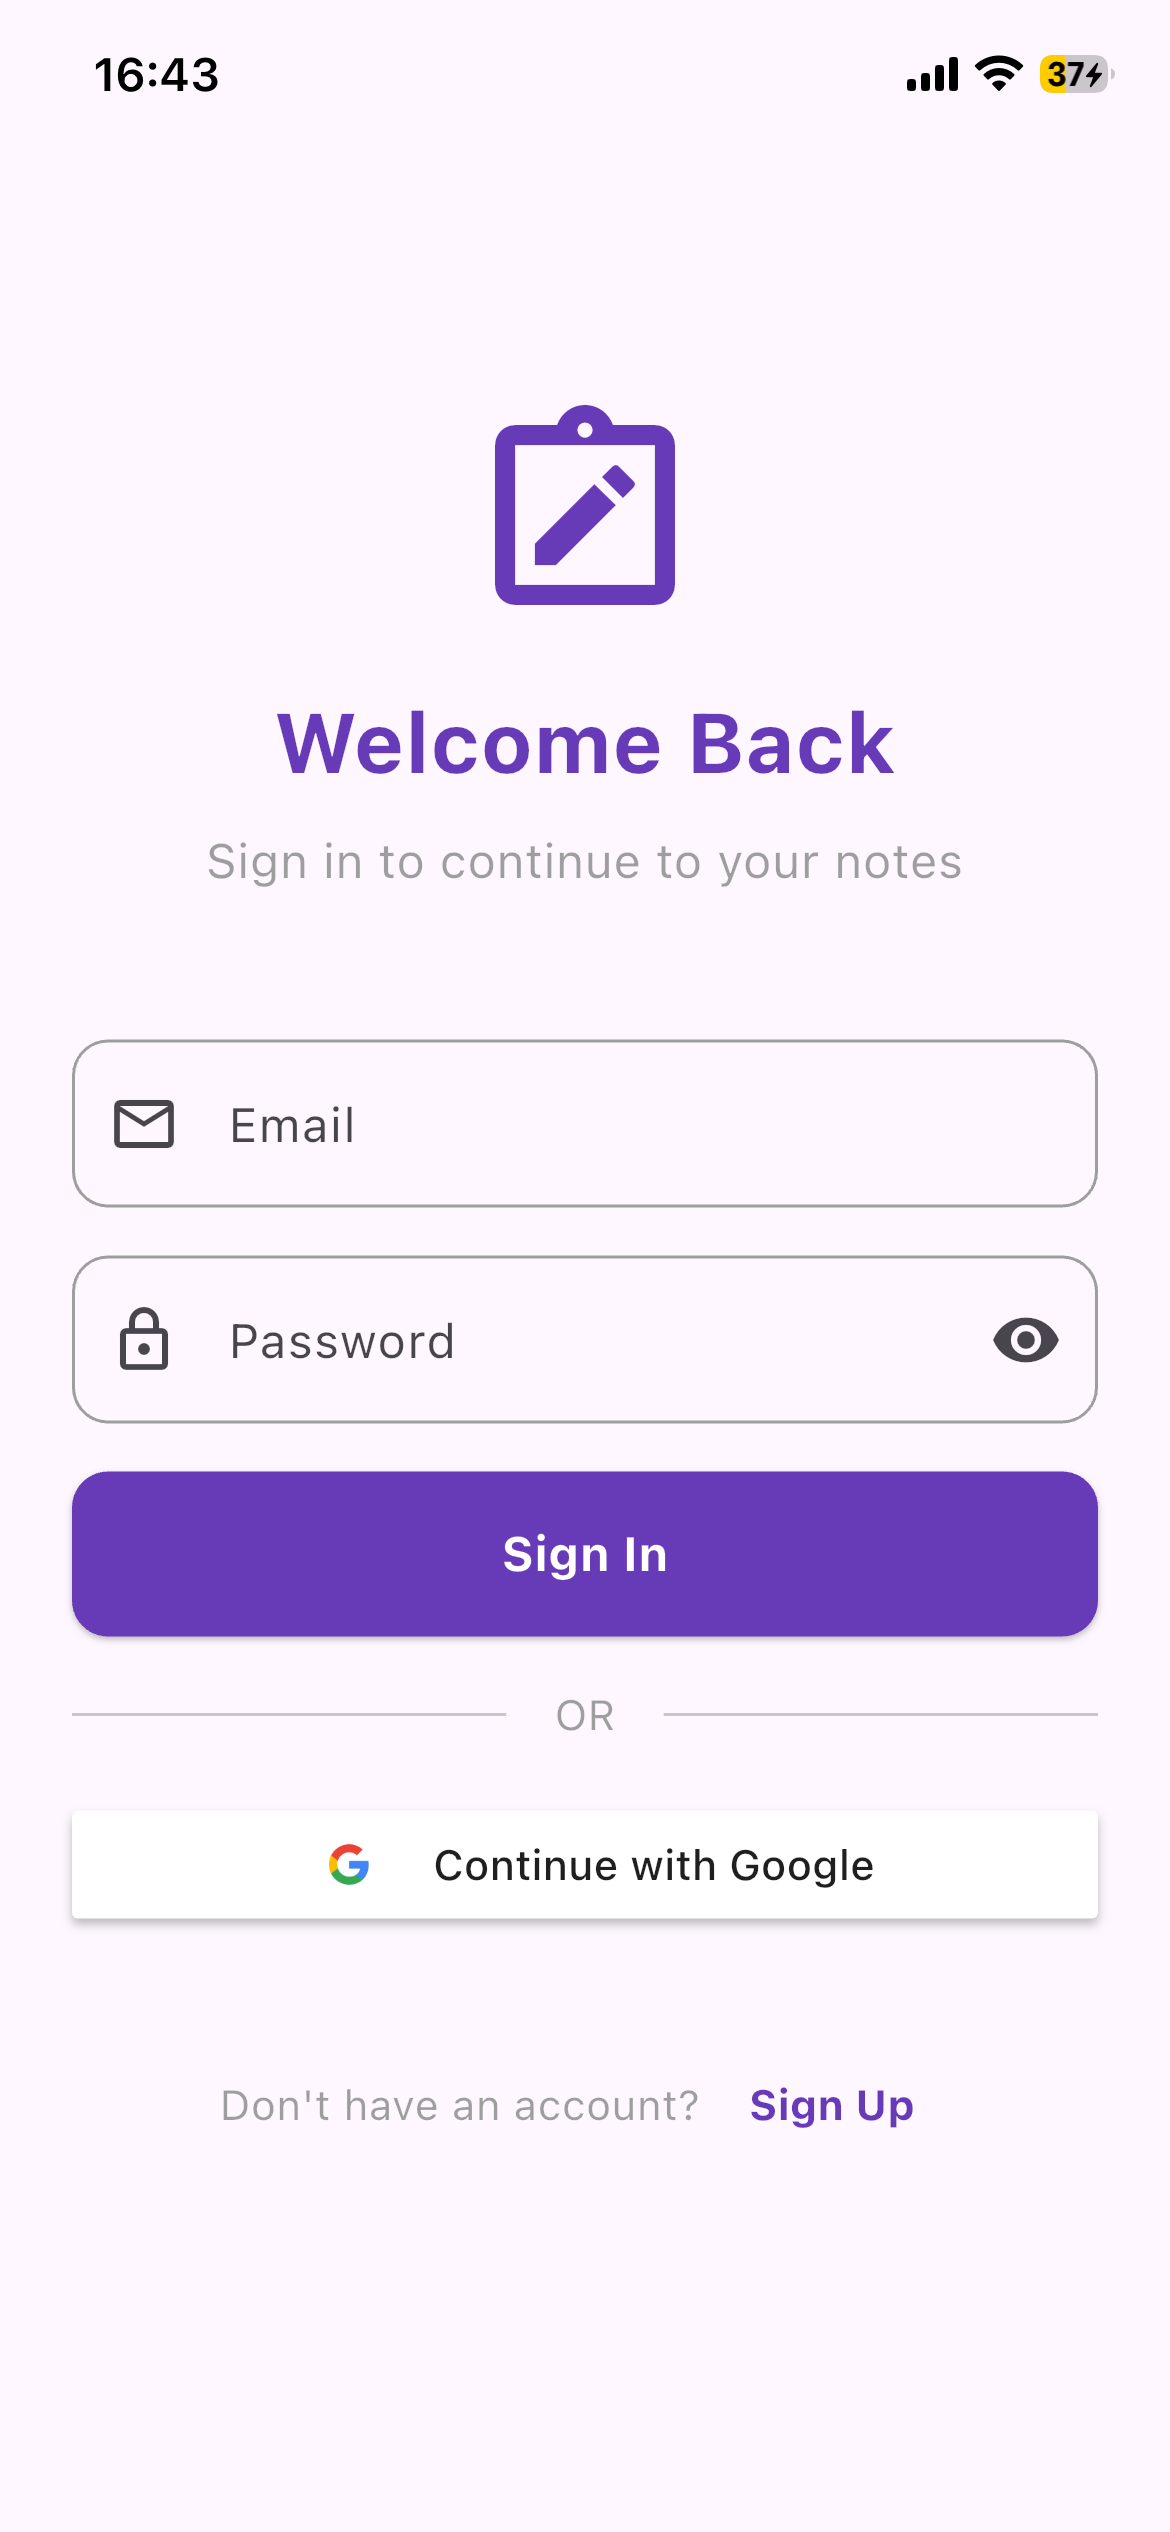 16:43
37
Welcome Back
Sign in to continue to your notes
Email
Password
Sign In
OR
Continue with Google
Don't have an account? Sign Up